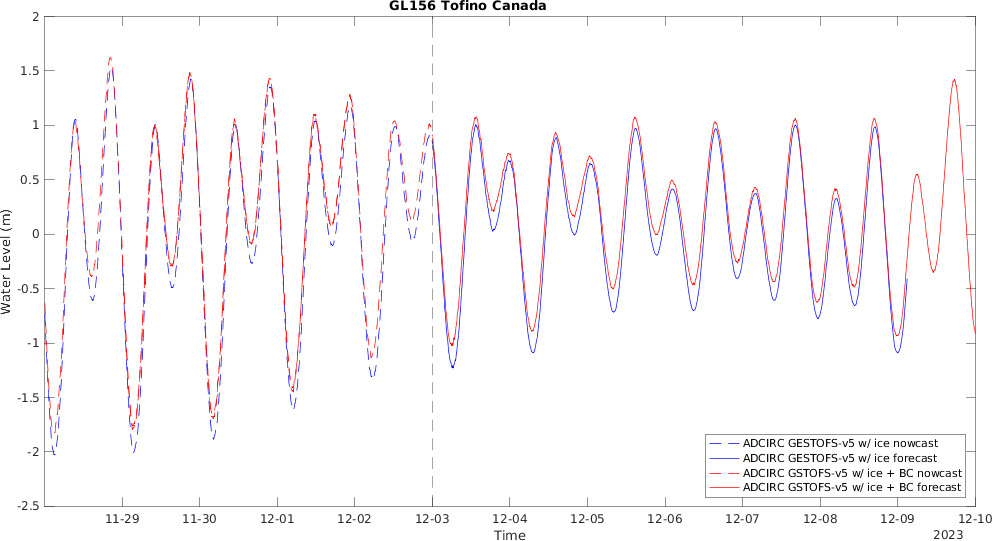 GL156 Tofino Canada
2
1.5
1
0.5
0
-0.5
-1
-1.5
-2
-2.5
Water Level (m)
11-29 11-30 12-01 12-02 12-03 12-04 12-05 12-06 12-07 12-08 12-09 12-10
Time
2023
ADCIRC GESTOFS-v5 w/ ice nowcast
ADCIRC GESTOFS-v5 w/ ice forecast
ADCIRC GSTOFS-v5 w/ ice + BC nowcast
ADCIRC GSTOFS-v5 w/ ice + BC forecast